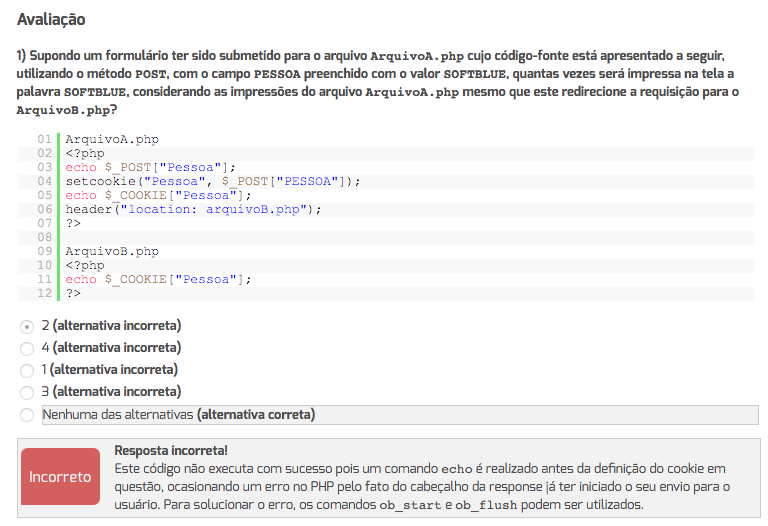 Avaliação
1) Supondo um formulário ter sido submetido para o arquivo ArquivoA.php cujo código-fonte está apresentado a seguir,
utilizando o método POST, com o campo PESSOA preenchido com o valor SOFTBLUE, quantas vezes será impressa na tela a
palavra SOFTBLUE, considerando as impressões do arquivo ArquivoA.php mesmo que este redirecione a requisição para o
ArquivoB.php?
01 ArquivoA.php
02 <?php
03 echo $_POST["Pessoa"];
04 setcookie("Pessoa", $_POST["PESSOA"]);
05 echo $_COOKIE["Pessoa"];
06 header("location: arquivoB.php");
07 ?>
08
09 ArquivoB.php
10 <?php
11 echo $_COOKIE["Pessoa"];
12 ?>
2 (alternativa incorreta)
4 (alternativa incorreta)
1 (alternativa incorreta)
3 (alternativa incorreta)
Nenhuma das alternativas (alternativa correta)
Incorreto
Resposta incorreta!
Este código não executa com sucesso pois um comando echo é realizado antes da definição do cookie em
questão, ocasionando um erro no PHP pelo fato do cabeçalho da response já ter iniciado o seu envio para o
usuário. Para solucionar o erro, os comandos ob_start e ob_flush podem ser utilizados.